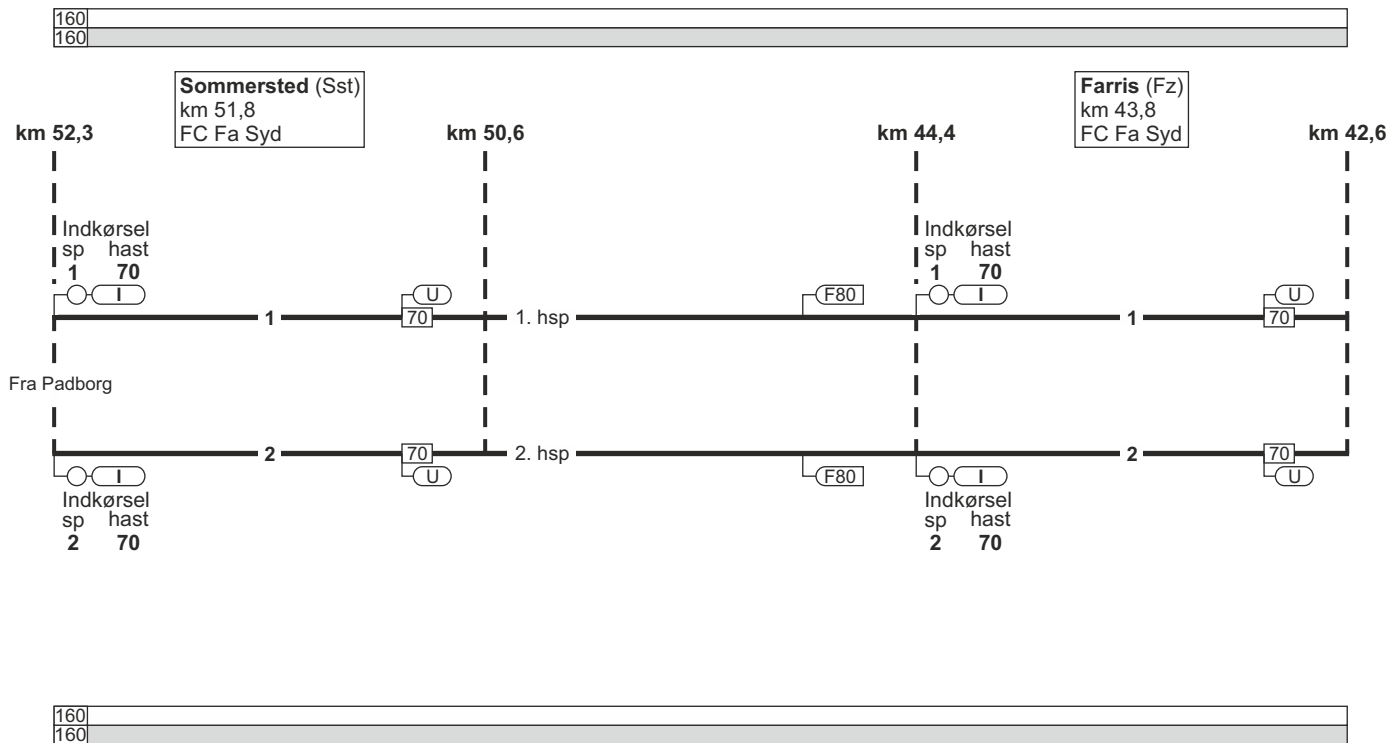 160
160
Sommersted (Sst)
km 51,8
FC Fa Syd
Farris (Fz)
km 43,8
FC Fa Syd
km 52,3
km 50,6
km 44,4
km 42,6
Indkørsel
sp hast
1 70
I
U
Indkørsel
sp hast
1 70
F80
I
U
1
70
1. hsp
1
70
Fra Padborg
2
70
2. hsp
2
70
I
U
F80
I
U
Indkørsel
sp hast
2 70
Indkørsel
sp hast
2 70
160
160